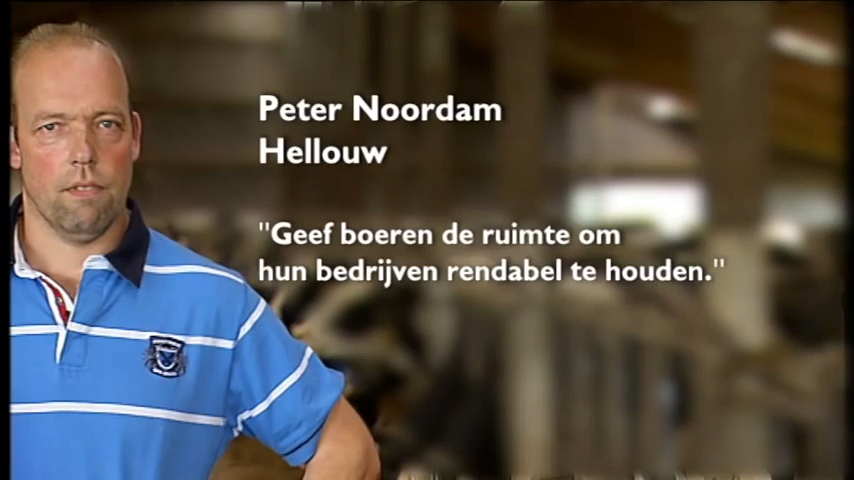 Peter Noordam
Hellouw
"Geef boeren de ruimte om
hun bedrijven rendabel te houden."